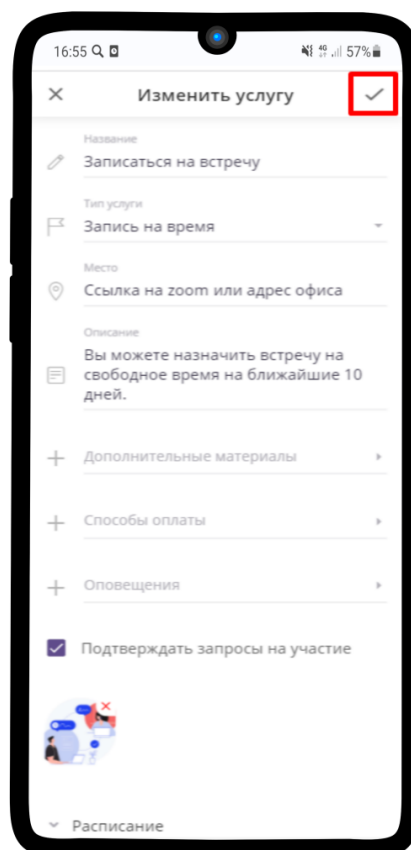 16:55
4G
57%
Изменить услугу
Название
Записаться на встречу
Тип услуги
Запись на время
Место
Ссылка на zoom или адрес офиса
Описание
Вы можете назначить встречу на
свободное время на ближайшие 10
дней.
Дополнительные материалы
Способы оплаты
Оповещения
Подтверждать запросы на участие
Расписание